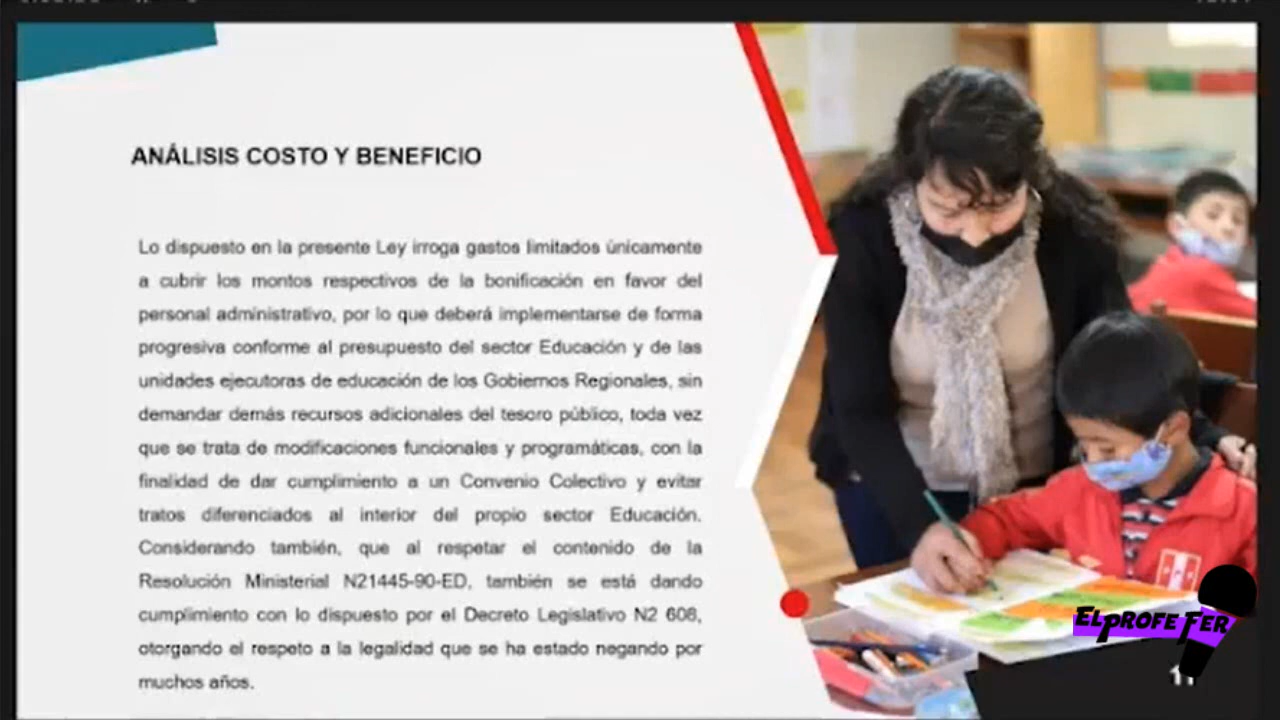 ANÁLISIS COSTO Y BENEFICIO
Lo dispuesto en la presente Ley irroga gastos limitados únicamente
a cubrir los montos respectivos de la bonificación en favor del
personal administrativo, por lo que deberá implementarse de forma
progresiva conforme al presupuesto del sector Educación y de las
unidades ejecutoras de educación de los Gobiernos Regionales, sin
demandar demás recursos adicionales del tesoro público, toda vez
que se trata de modificaciones funcionales y programáticas, con la
finalidad de dar cumplimiento a un Convenio Colectivo y evitar
tratos diferenciados al interior del propio sector Educación.
Considerando también, que al respetar el contenido de la
Resolución Ministerial N21445-90-ED, también se está dando
cumplimiento con lo dispuesto por el Decreto Legislativo N2 608,
otorgando el respeto a la legalidad que se ha estado negando por
muchos años.
EL PROFE FER
11